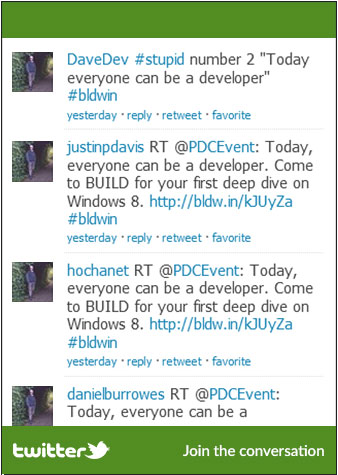 DaveDev #stupid number 2 "Today
everyone can be a developer"
#bldwin
yesterday · reply · retweet · favorite
justinpdavis RT @PDCEvent: Today,
everyone can be a developer. Come
to BUILD for your first deep dive on
Windows 8. http://bldw.in/kJUyZa
#bldwin
yesterday · reply · retweet · favorite
hochanet RT @PDCEvent: Today,
everyone can be a developer. Come
to BUILD for your first deep dive on
Windows 8. http://bldw.in/kJUyZa
#bldwin
yesterday · reply · retweet · favorite
danielburrowes RT @PDCEvent:
Today, everyone can be a
twitter Join the conversation